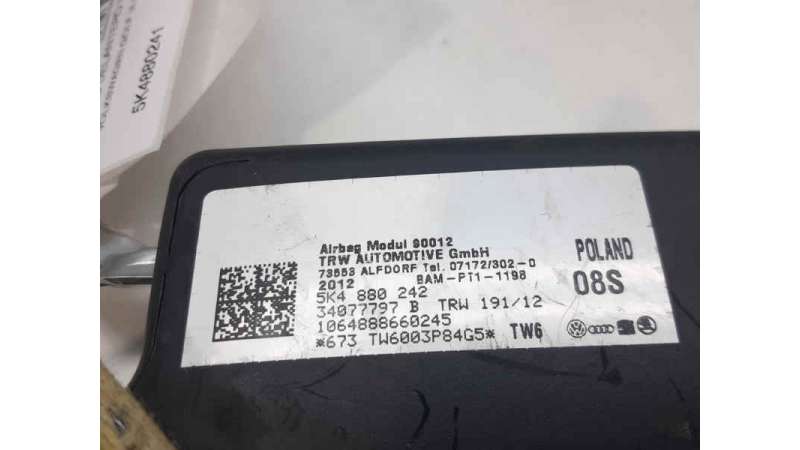 5K4880241
Airbag Modul 90012
TRW AUTOMOTIVE GmbH
73553 ALFDORF Tel. 07172/302-0
2012 BAM-PT1-1198
5K4 880 242
34077797 B TRW 191/12
1064888660245
*673 TW6003P84G5* TW6
POLAND
08S